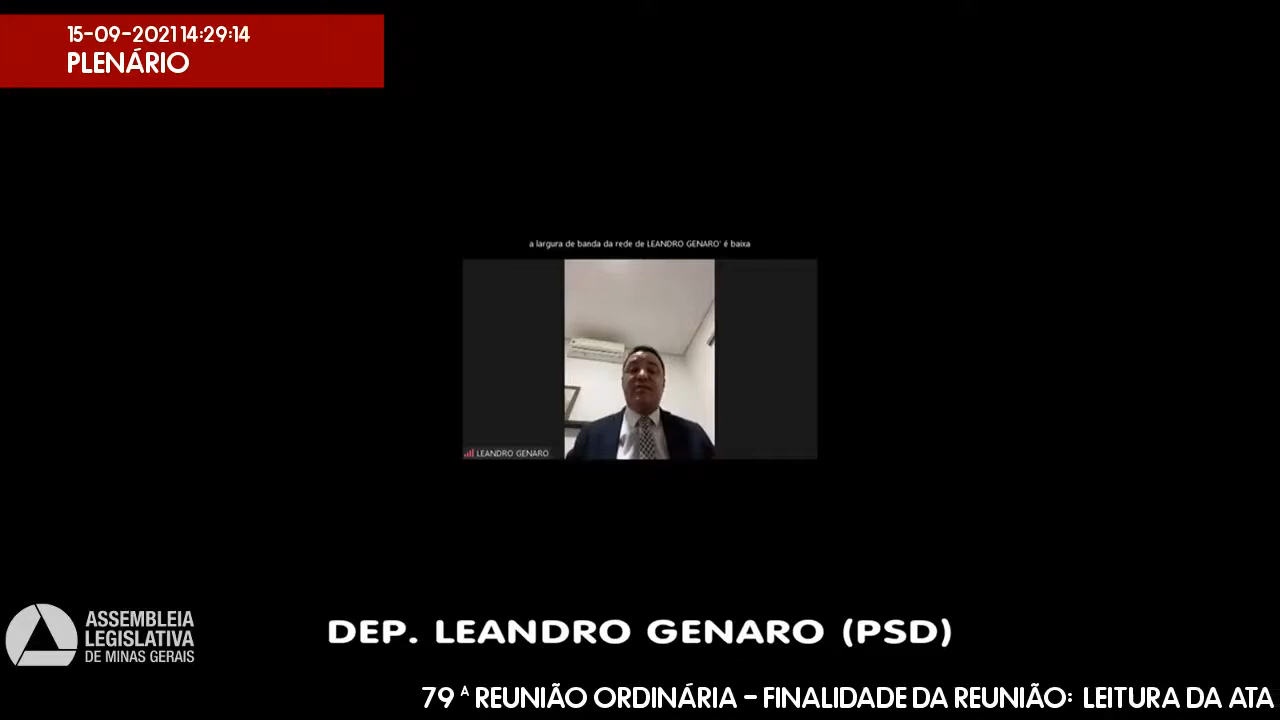 15-09-2021 14:29:14
PLENÁRIO
a largura de banda da rede de LEANDRO GENARO' é baixa
LEANDRO GENARO
ASSEMBLEIA
LEGISLATIVA
DE MINAS GERAIS
DEP. LEANDRO GENARO (PSD)
79 ª REUNIÃO ORDINÁRIA - FINALIDADE DA REUNIÃO: LEITURA DA ATA